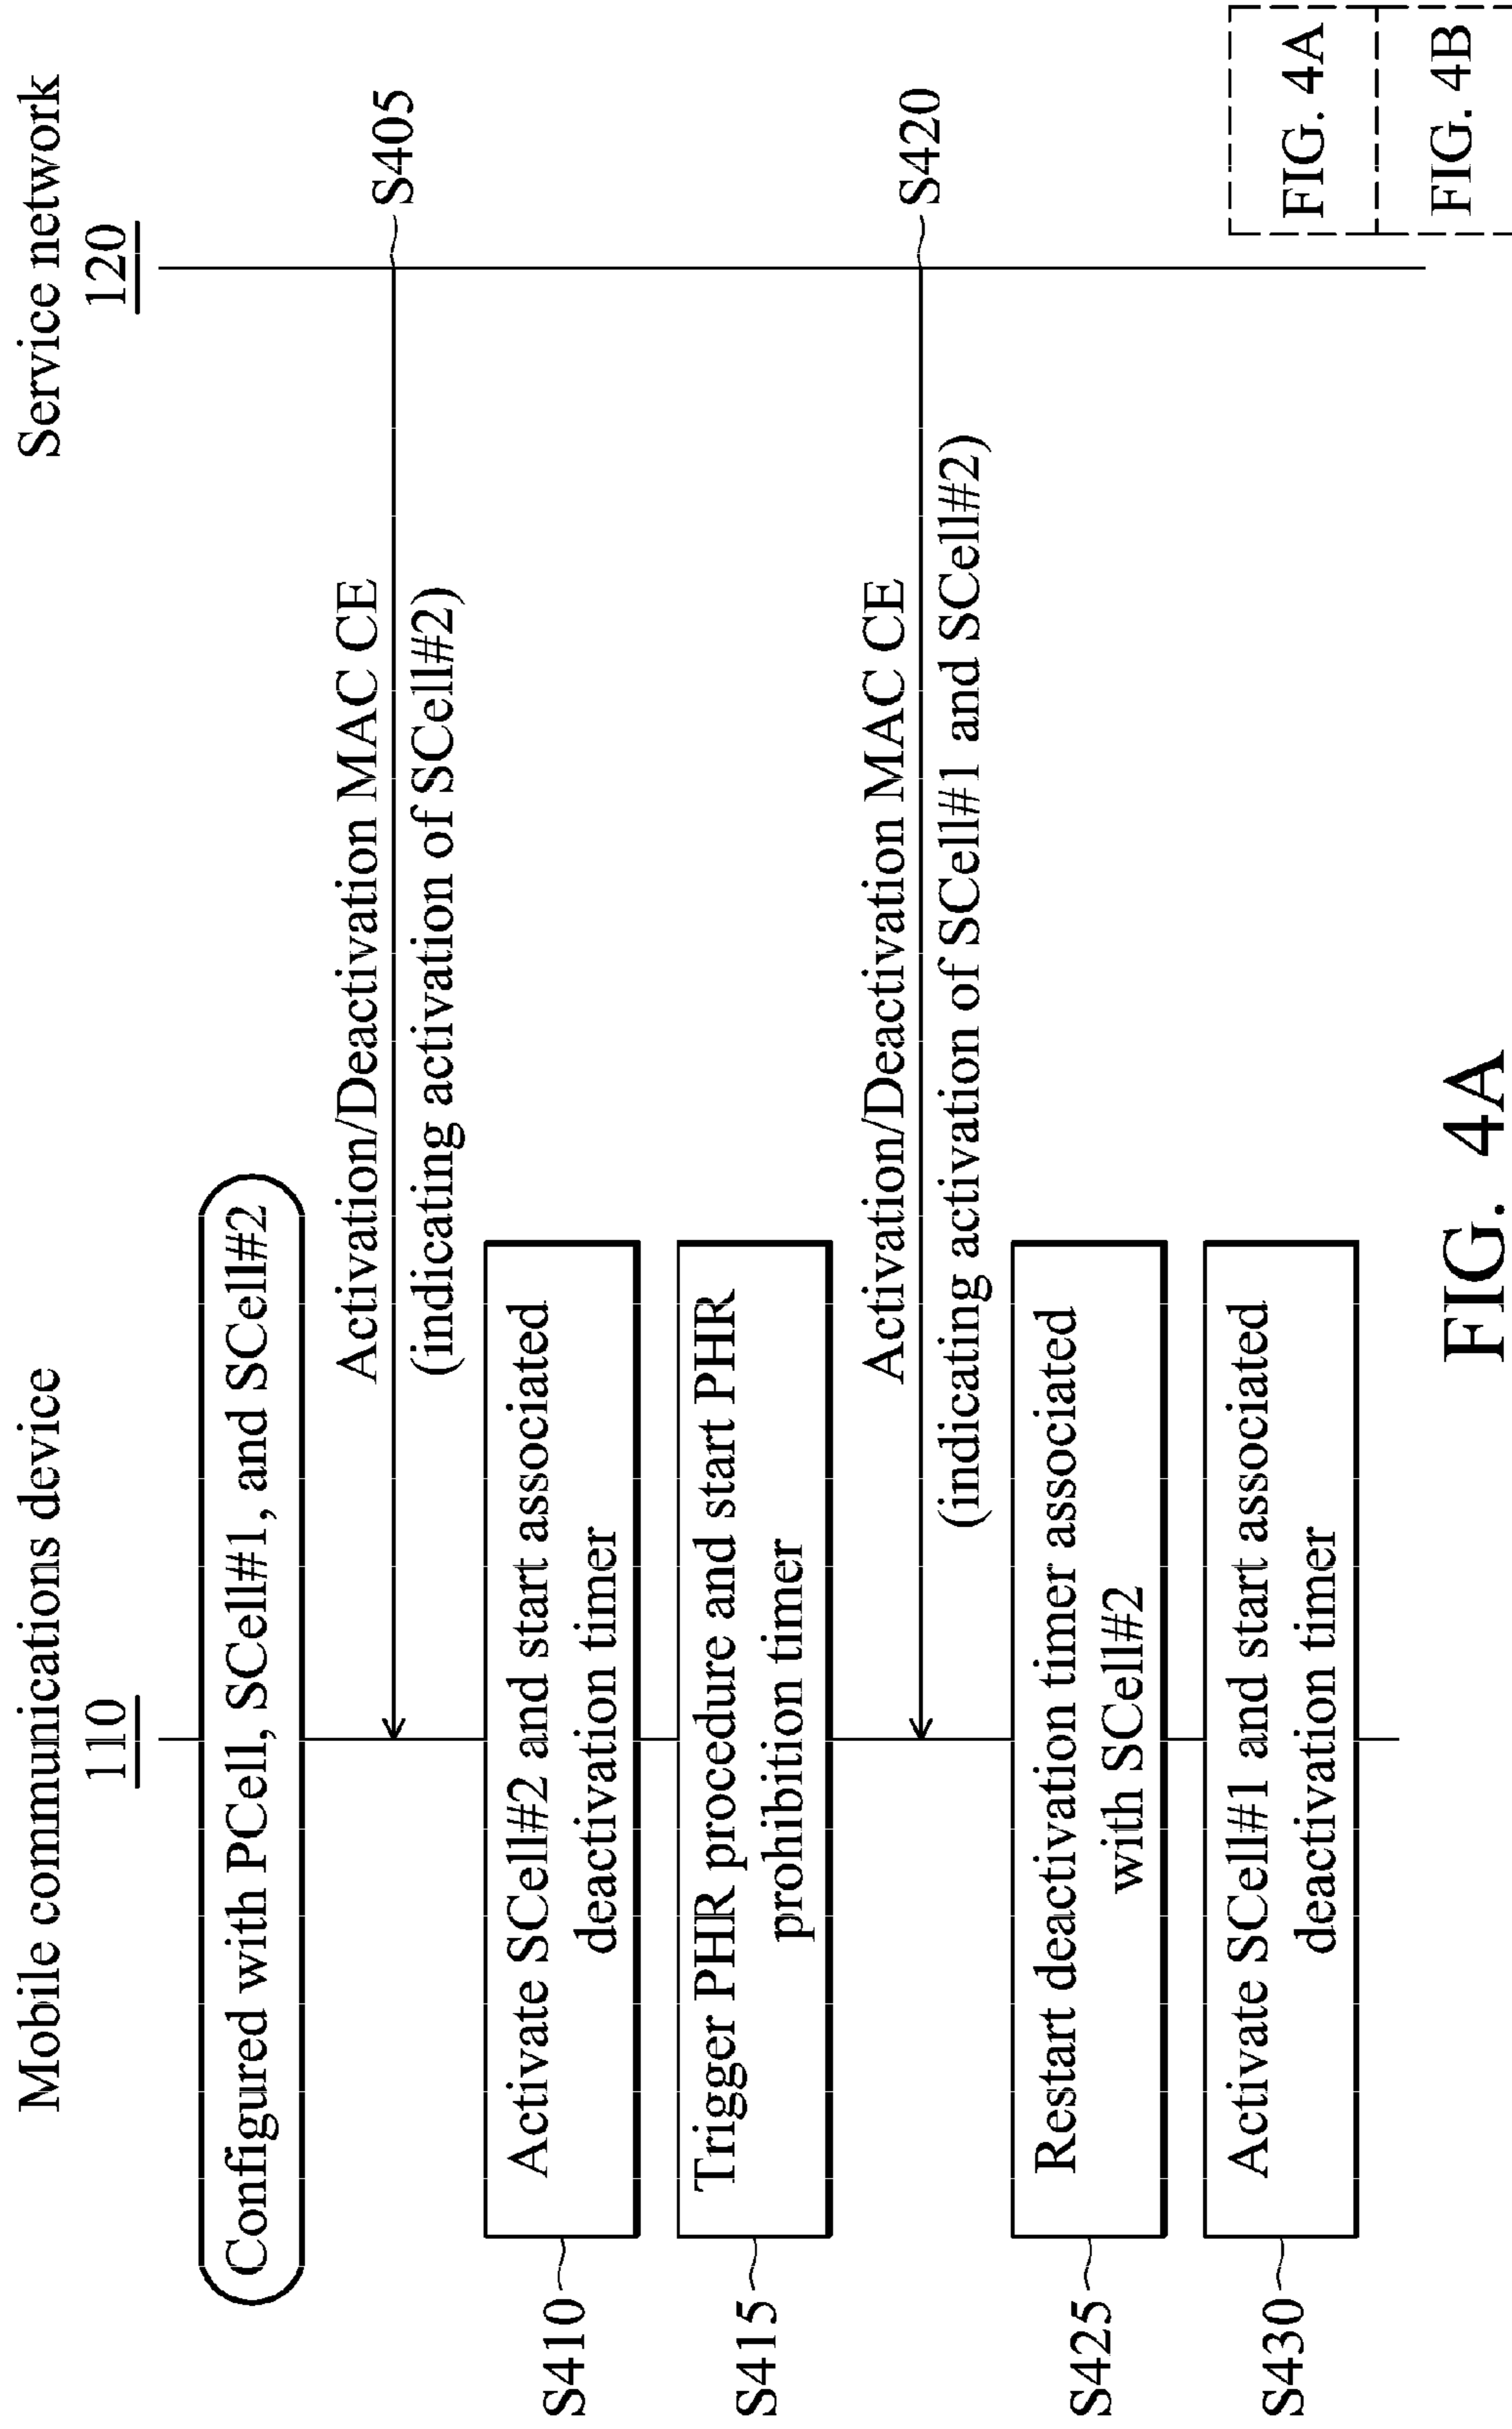 Mobile communications device
110
Service network
120
Configured with PCell, SCell#1, and SCell#2
Activation/Deactivation MAC CE
(indicating activation of SCell#2)
S405
S410
Activate SCell#2 and start associated
deactivation timer
S415
Trigger PHR procedure and start PHR
prohibition timer
Activation/Deactivation MAC CE
(indicating activation of SCell#1 and SCell#2)
S420
S425
Restart deactivation timer associated
with SCell#2
S430
Activate SCell#1 and start associated
deactivation timer
FIG. 4A
FIG. 4B
FIG. 4A